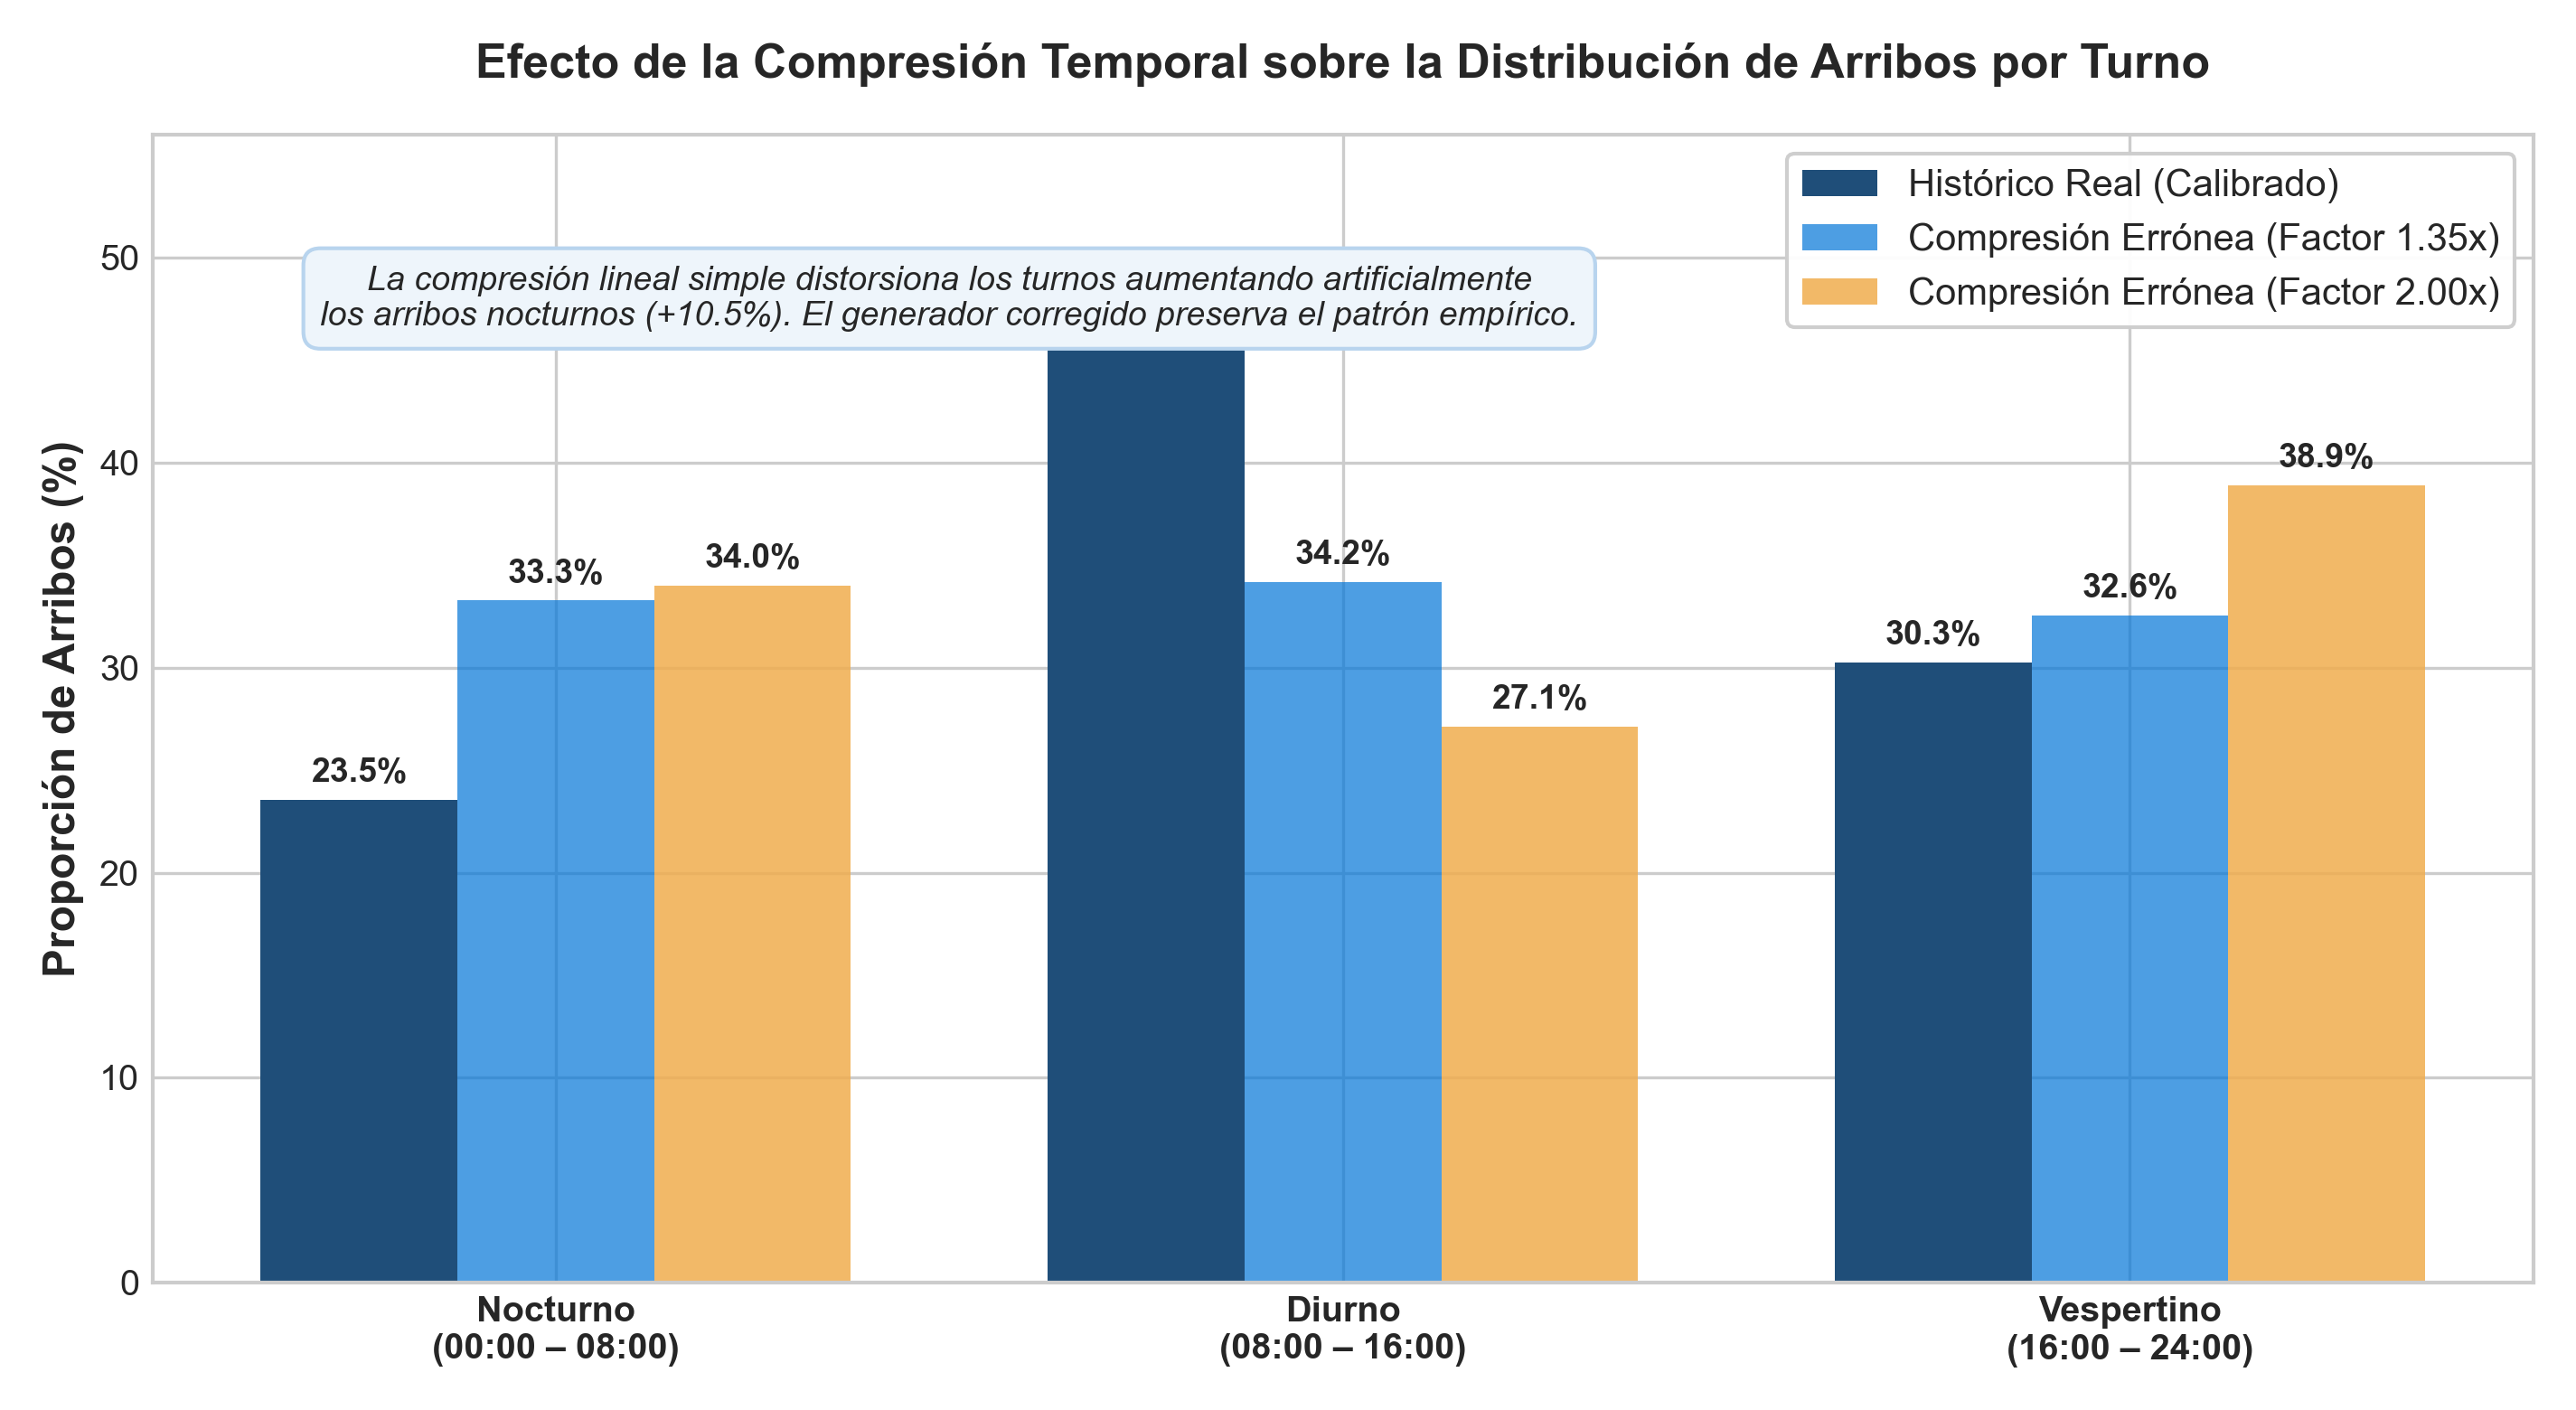 Efecto de la Compresión Temporal sobre la Distribución de Arribos por Turno
Histórico Real (Calibrado)
Compresión Errónea (Factor 1.35x)
Compresión Errónea (Factor 2.00x)
La compresión lineal simple distorsiona los turnos aumentando artificialmente
los arribos nocturnos (+10.5%). El generador corregido preserva el patrón empírico.
Proporción de Arribos (%)
50
40
30
20
10
0
23.5%
33.3%
34.0%
34.2%
27.1%
30.3%
32.6%
38.9%
Nocturno
(00:00 – 08:00)
Diurno
(08:00 – 16:00)
Vespertino
(16:00 – 24:00)